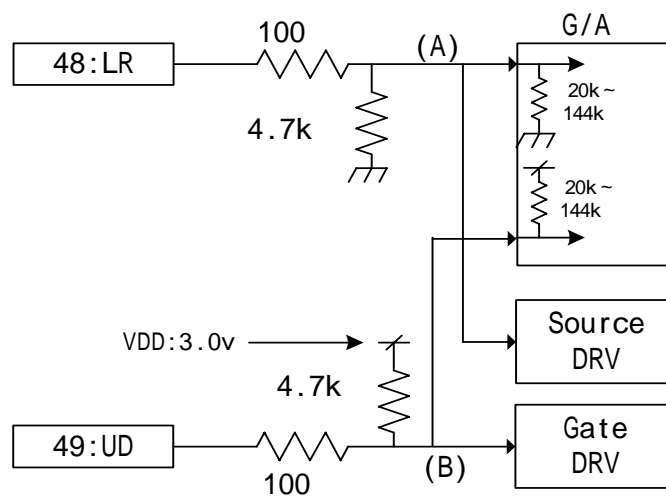 G/A
100
(A)
48:LR
20k~
144k
4.7k
20k~
144k
VDD:3.0v
Source
DRV
4.7k
49:UD
Gate
DRV
100
(B)